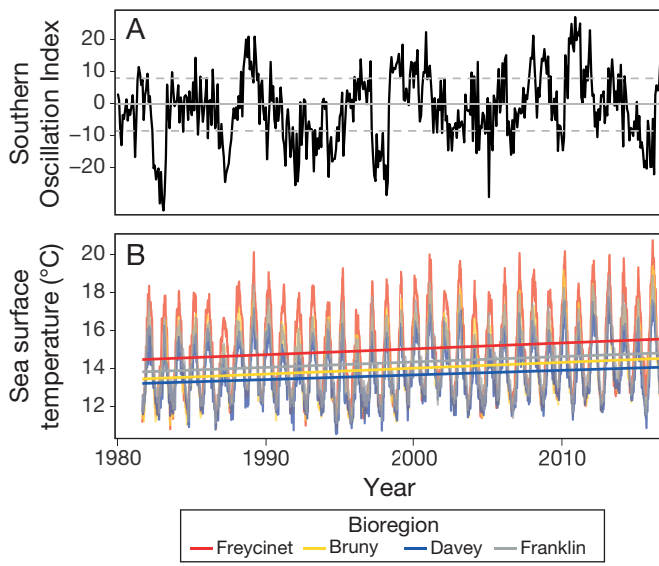 A
Southern
Oscillation Index
20
10
0
−10
−20
B
Sea surface
temperature (°C)
20
18
16
14
12
1980
1990
2000
2010
Year
Bioregion
Freycinet
Bruny
Davey
Franklin